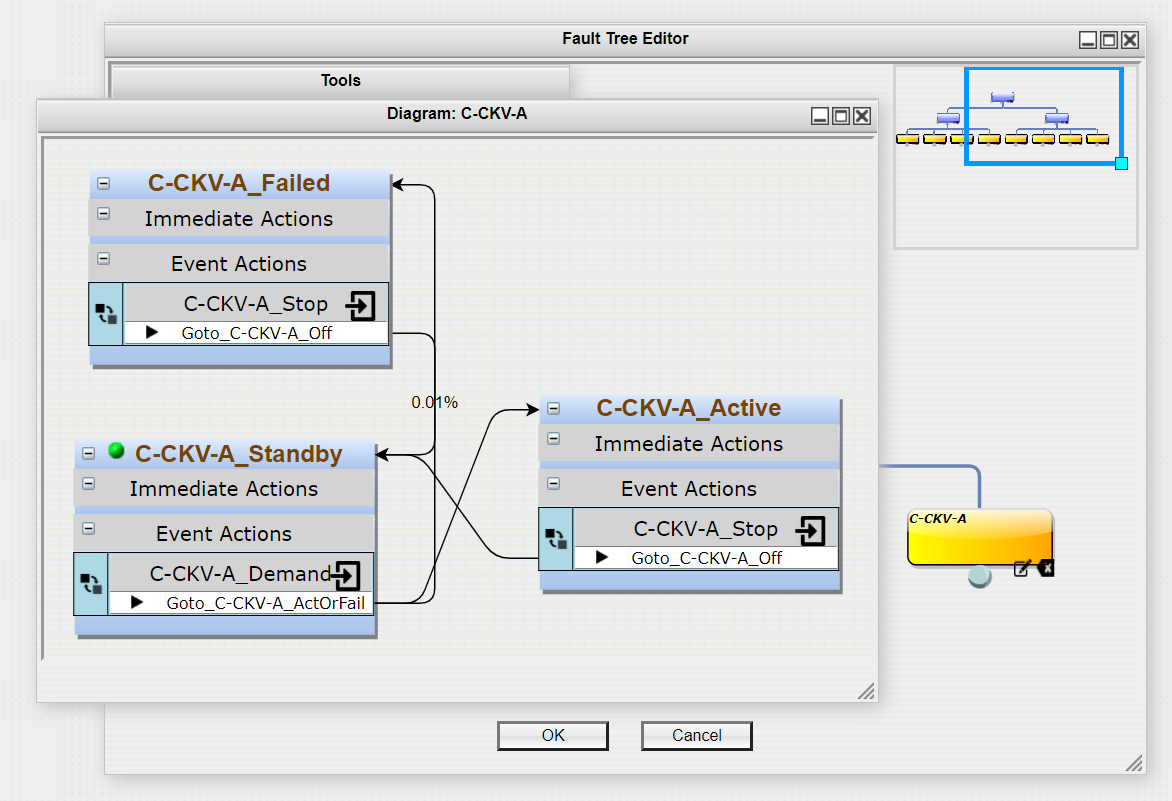 Fault Tree Editor
Tools
Diagram: C-CKV-A
C-CKV-A_Failed
Immediate Actions
Event Actions
C-CKV-A_Stop
Goto_C-CKV-A_Off
0.01%
C-CKV-A_Active
Immediate Actions
Event Actions
C-CKV-A_Stop
Goto_C-CKV-A_Off
C-CKV-A_Standby
Immediate Actions
Event Actions
C-CKV-A_Demand
Goto_C-CKV-A_ActOrFail
C-CKV-A
OK
Cancel